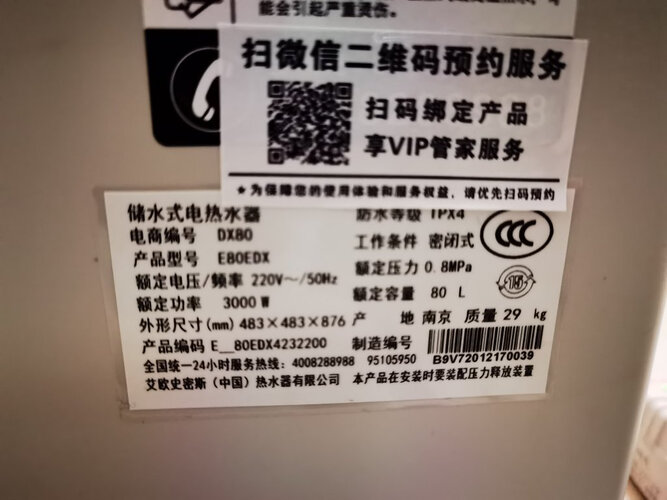 能会引起严重烫伤。
扫微信二维码预约服务
扫码绑定产品
享VIP管家服务
★为保障您的使用体验和服务权益，请优先扫码预约
储水式电热水器 防水等级 IPX4
电商编号 DX80 工作条件 密闭式
产品型号 E80EDX 额定压力 0.8MPa
额定电压/频率 220V～/50Hz 额定容量 80 L
额定功率 3000 W 产 地 南京 质量 29 kg
外形尺寸(mm) 483×483×876 制造编号
产品编码 E__80EDX4232200 B9V72012170039
全国统一24小时服务热线: 4008288988 95105950
艾欧史密斯（中国）热水器有限公司 本产品在安装时要装配压力释放装置
CCC
15